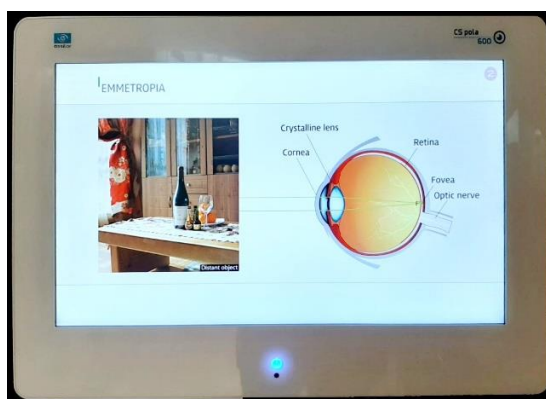 CS pola
600
EMMETROPIA
Crystalline lens
Cornea
Retina
Fovea
Optic nerve
Distant object